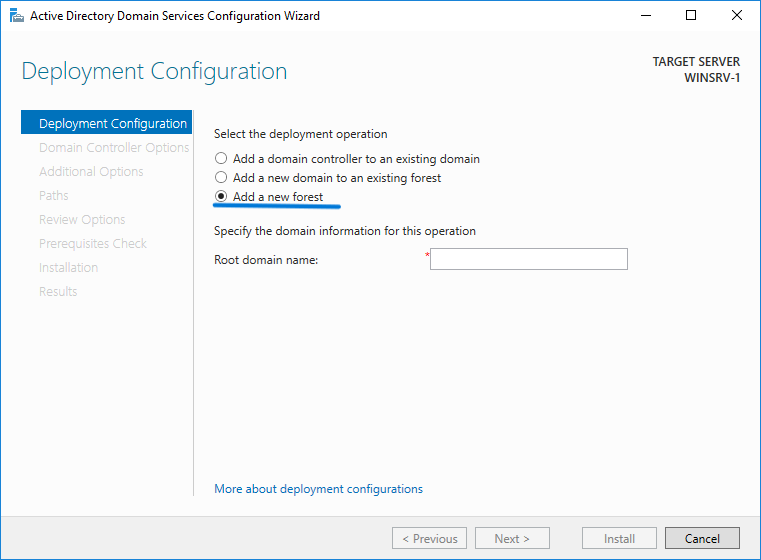 Active Directory Domain Services Configuration Wizard
Deployment Configuration
TARGET SERVER
WINSRV-1
Deployment Configuration
Domain Controller Options
Additional Options
Paths
Review Options
Prerequisites Check
Installation
Results
Select the deployment operation
Add a domain controller to an existing domain
Add a new domain to an existing forest
Add a new forest
Specify the domain information for this operation
Root domain name:
*
More about deployment configurations
< Previous
Next >
Install
Cancel